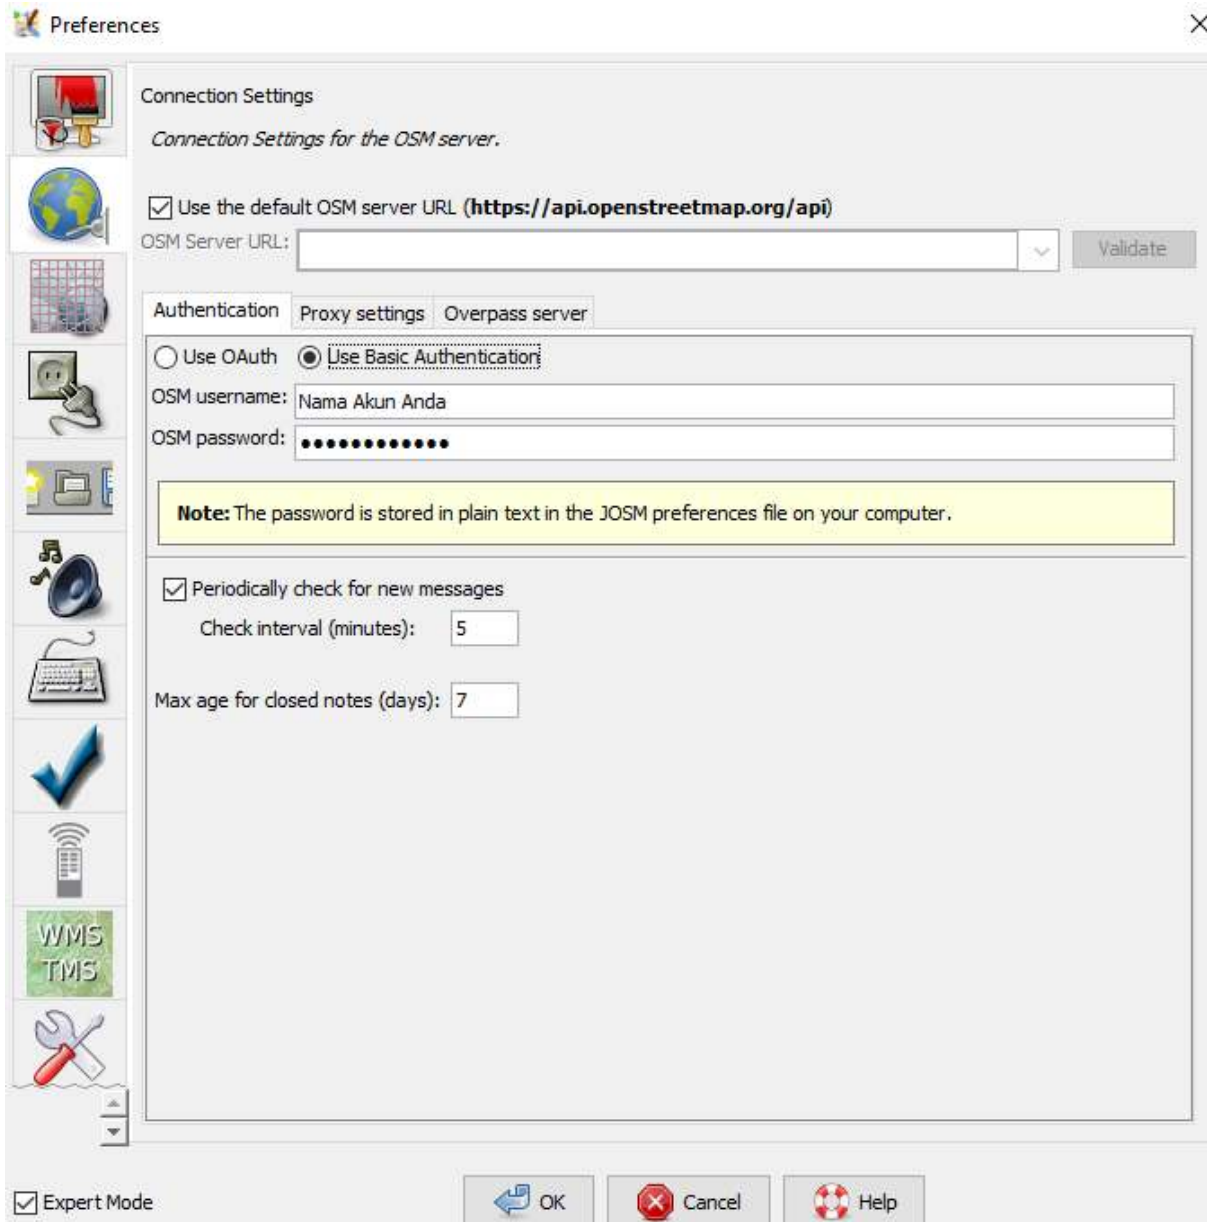 Preferences
Connection Settings
Connection Settings for the OSM server.
Use the default OSM server URL (https://api.openstreetmap.org/api)
OSM Server URL:
Validate
Authentication Proxy settings Overpass server
Use OAuth Use Basic Authentication
OSM username: Nama Akun Anda
OSM password: ●●●●●●●●●●●●
Note: The password is stored in plain text in the JOSM preferences file on your computer.
Periodically check for new messages
Check interval (minutes): 5
Max age for closed notes (days): 7
WMS
TMS
Expert Mode OK Cancel Help